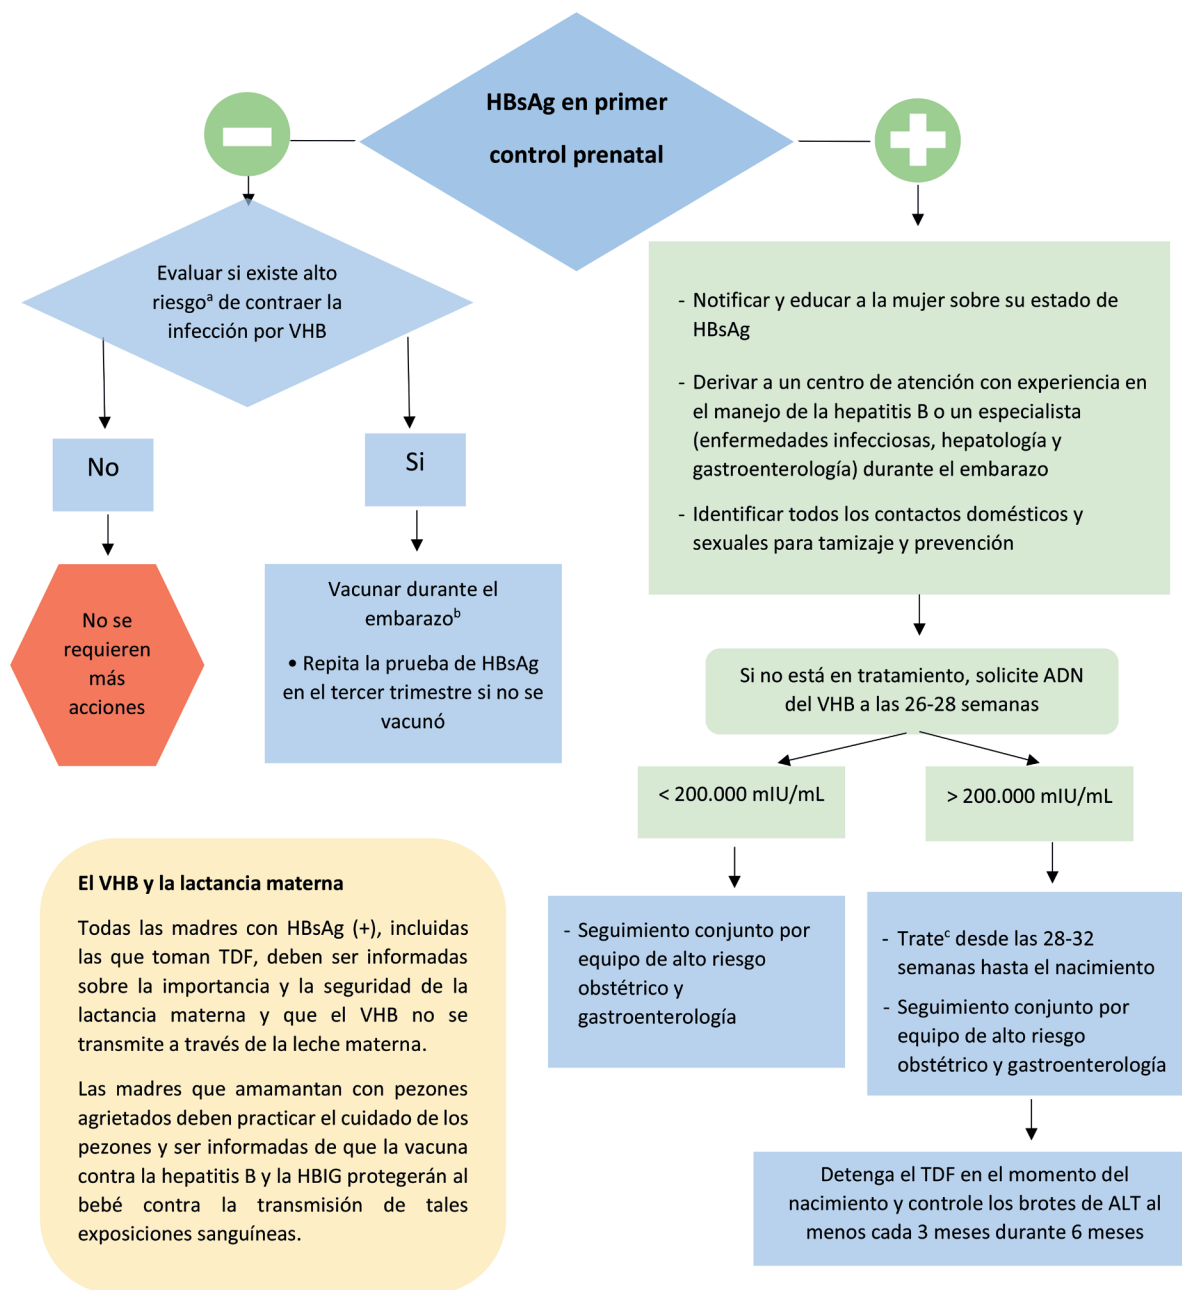 HBsAg en primer
control prenatal
Evaluar si existe alto
riesgoª de contraer la
infección por VHB
No
Si
No se
requieren
más
acciones
Vacunar durante el
embarazoᵇ
• Repita la prueba de HBsAg
en el tercer trimestre si no se
vacunó
- Notificar y educar a la mujer sobre su estado de
HBsAg
- Derivar a un centro de atención con experiencia en
el manejo de la hepatitis B o un especialista
(enfermedades infecciosas, hepatología y
gastroenterología) durante el embarazo
- Identificar todos los contactos domésticos y
sexuales para tamizaje y prevención
Si no está en tratamiento, solicite ADN
del VHB a las 26-28 semanas
< 200.000 mIU/mL
> 200.000 mIU/mL
- Seguimiento conjunto por
equipo de alto riesgo
obstétrico y
gastroenterología
- Trateᶜ desde las 28-32
semanas hasta el nacimiento
- Seguimiento conjunto por
equipo de alto riesgo
obstétrico y gastroenterología
Detenga el TDF en el momento del
nacimiento y controle los brotes de ALT al
menos cada 3 meses durante 6 meses
El VHB y la lactancia materna
Todas las madres con HBsAg (+), incluidas
las que toman TDF, deben ser informadas
sobre la importancia y la seguridad de la
lactancia materna y que el VHB no se
transmite a través de la leche materna.
Las madres que amamantan con pezones
agrietados deben practicar el cuidado de los
pezones y ser informadas de que la vacuna
contra la hepatitis B y la HBIG protegerán al
bebé contra la transmisión de tales
exposiciones sanguíneas.